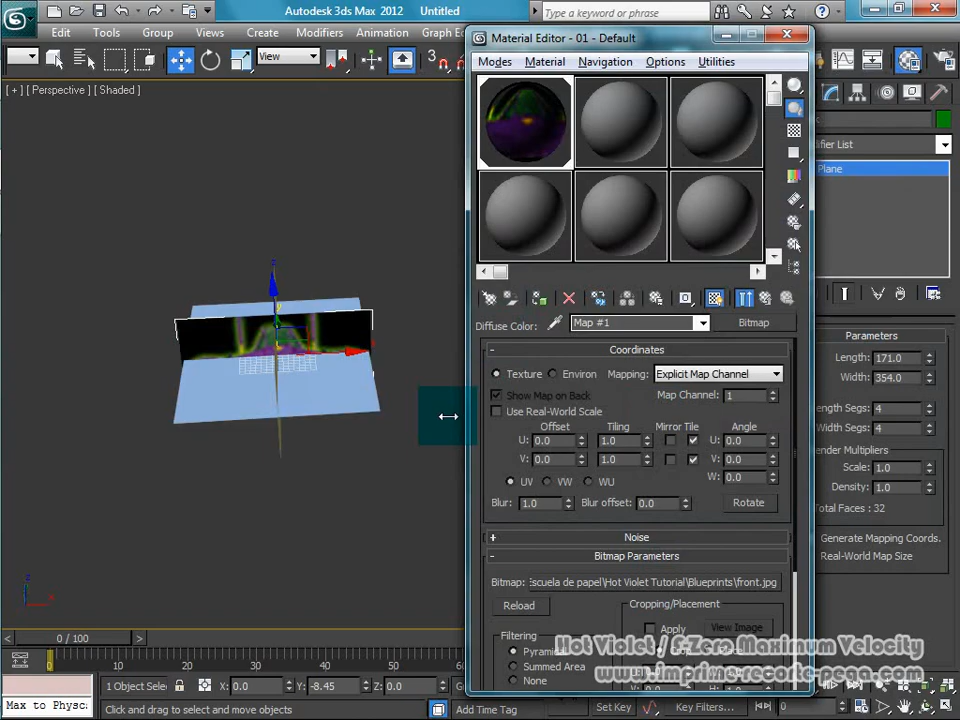 Autodesk 3ds Max 2012 Untitled
Type a keyword or phrase
Edit Tools Group Views Create Modifiers Animation Graph Ed
View
[ + ] [ Perspective ] [ Shaded ]
Material Editor - 01 - Default
Modes Material Navigation Options Utilities
Diffuse Color: Map #1 Bitmap
- Coordinates
Texture Environ Mapping: Explicit Map Channel
Show Map on Back Map Channel: 1
Use Real-World Scale
Offset Tiling Mirror Tile Angle
U: 0.0 1.0 U: 0.0
V: 0.0 1.0 V: 0.0
W: 0.0
UV VW WU
Blur: 1.0 Blur offset: 0.0 Rotate
+ Noise
- Bitmap Parameters
Bitmap: :scuela de papel\Hot Violet Tutorial\Blueprints\front.jpg
Reload Cropping/Placement
Apply View Image
Filtering
Pyramidal
Summed Area
None
difier List
Plane
Parameters
Length: 171.0
Width: 354.0
ength Segs: 4
Width Segs: 4
ender Multipliers
Scale: 1.0
Density: 1.0
Total Faces : 32
Generate Mapping Coords.
Real-World Map Size
Hot Violet / GZero Maximum Velocity
www.imprime-recorta-pega.com
z
x
0 / 100
0 10 20 30 40
1 Object Sele X: 0.0 Y: -8.45 Z: 0.0
Max to Physc Click and drag to select and move objects Add Time Tag Set Key Key Filters... 0